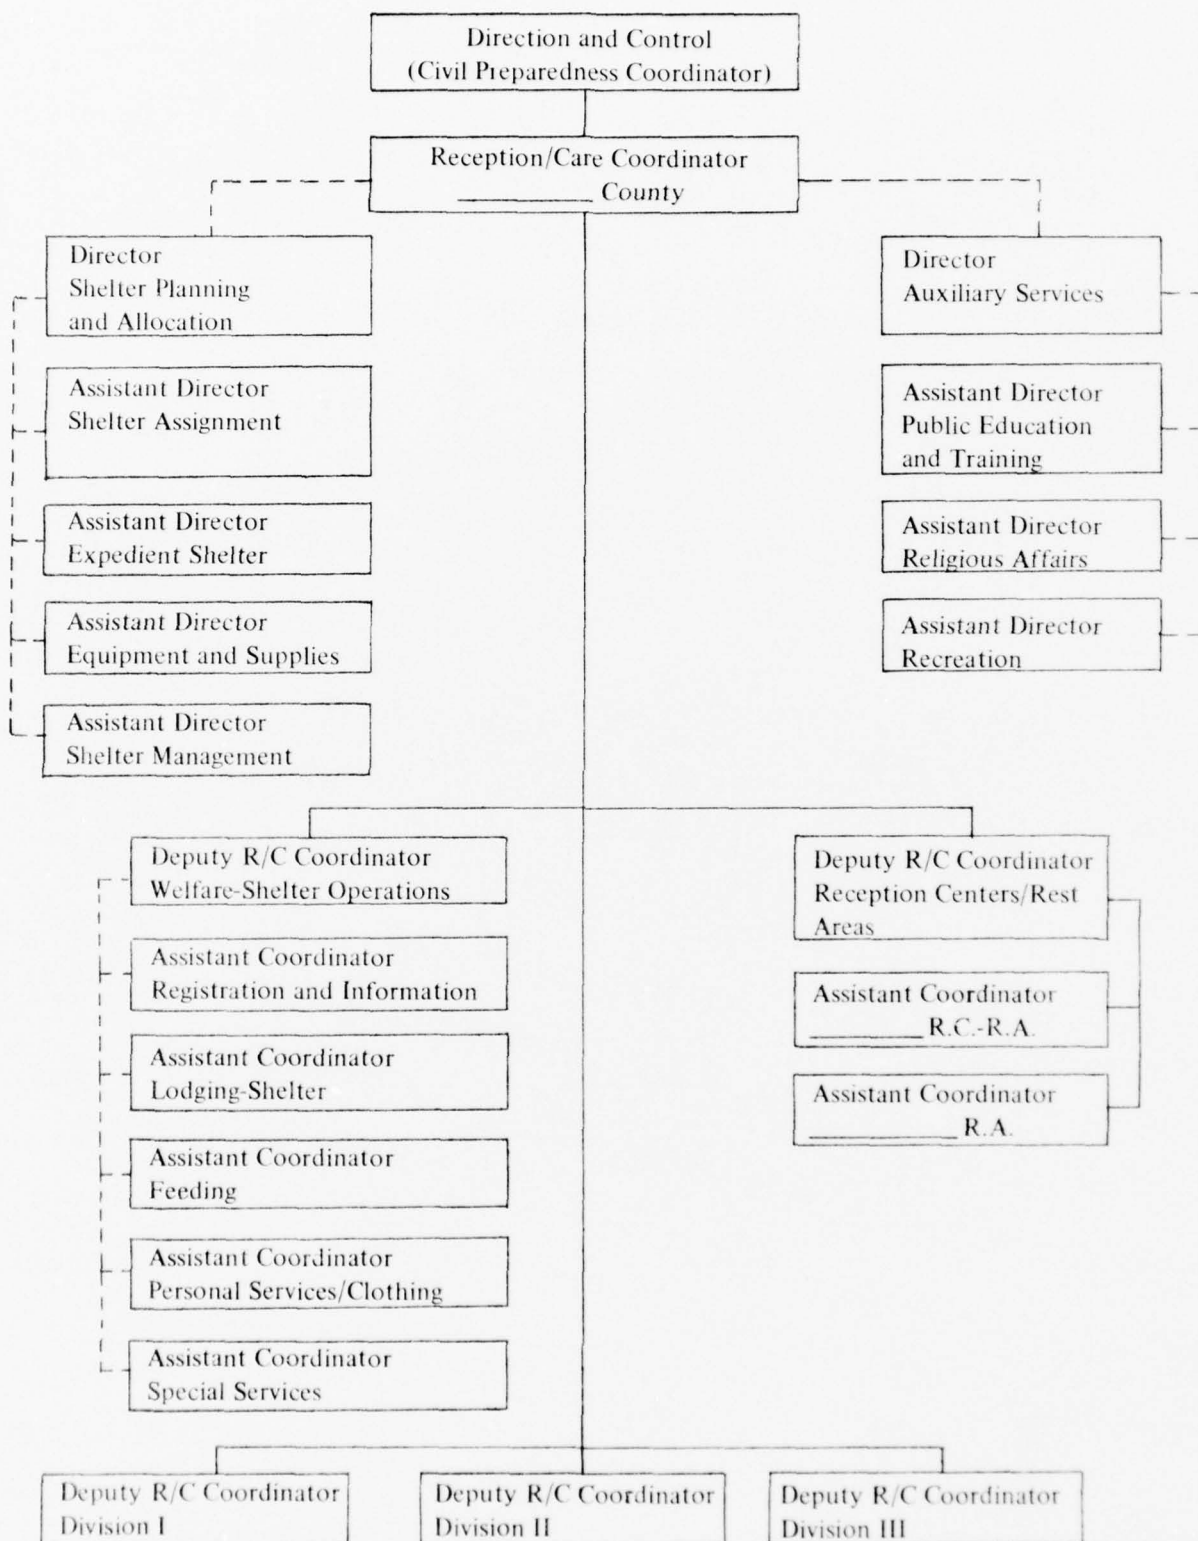 Direction and Control
(Civil Preparedness Coordinator)
Reception/Care Coordinator
__________ County
Director
Shelter Planning
and Allocation
Assistant Director
Shelter Assignment
Assistant Director
Expedient Shelter
Assistant Director
Equipment and Supplies
Assistant Director
Shelter Management
Director
Auxiliary Services
Assistant Director
Public Education
and Training
Assistant Director
Religious Affairs
Assistant Director
Recreation
Deputy R/C Coordinator
Welfare-Shelter Operations
Assistant Coordinator
Registration and Information
Assistant Coordinator
Lodging-Shelter
Assistant Coordinator
Feeding
Assistant Coordinator
Personal Services/Clothing
Assistant Coordinator
Special Services
Deputy R/C Coordinator
Reception Centers/Rest
Areas
Assistant Coordinator
________ R.C.-R.A.
Assistant Coordinator
___________ R.A.
Deputy R/C Coordinator
Division I
Deputy R/C Coordinator
Division II
Deputy R/C Coordinator
Division III